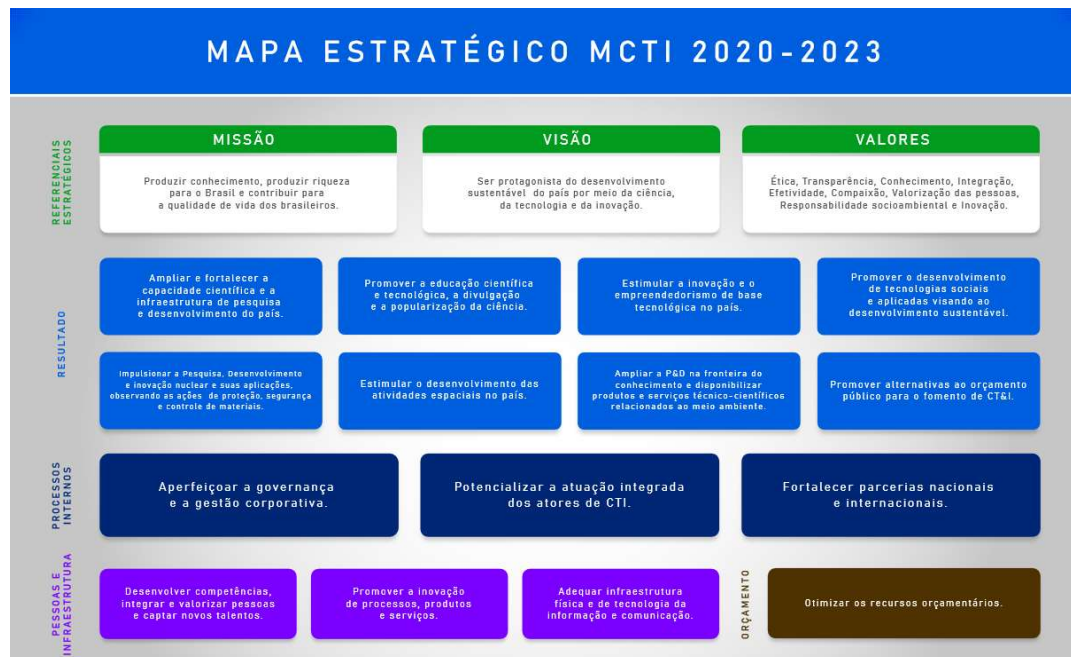 MAPA ESTRATÉGICO MCTI 2020-2023
REFERENCIAIS
ESTRATÉGICOS
MISSÃO
Produzir conhecimento, produzir riqueza
para o Brasil e contribuir para
a qualidade de vida dos brasileiros.
VISÃO
Ser protagonista do desenvolvimento
sustentável do país por meio da ciência,
da tecnologia e da inovação.
VALORES
Ética, Transparência, Conhecimento, Integração,
Efetividade, Compaixão, Valorização das pessoas,
Responsabilidade socioambiental e Inovação.
RESULTADO
Ampliar e fortalecer a
capacidade científica e a
infraestrutura de pesquisa
e desenvolvimento do país.
Promover a educação científica
e tecnológica, a divulgação
e a popularização da ciência.
Estimular a inovação e o
empreendedorismo de base
tecnológica no país.
Promover o desenvolvimento
de tecnologias sociais
e aplicadas visando ao
desenvolvimento sustentável.
Impulsionar a Pesquisa, Desenvolvimento
e inovação nuclear e suas aplicações,
observando as ações de proteção, segurança
e controle de materiais.
Estimular o desenvolvimento das
atividades espaciais no país.
Ampliar a P&D na fronteira do
conhecimento e disponibilizar
produtos e serviços técnico-científicos
relacionados ao meio ambiente.
Promover alternativas ao orçamento
público para o fomento de CT&I.
PROCESSOS
INTERNOS
Aperfeiçoar a governança
e a gestão corporativa.
Potencializar a atuação integrada
dos atores de CTI.
Fortalecer parcerias nacionais
e internacionais.
PESSOAS E
INFRAESTRUTURA
Desenvolver competências,
integrar e valorizar pessoas
e captar novos talentos.
Promover a inovação
de processos, produtos
e serviços.
Adequar infraestrutura
física e de tecnologia da
informação e comunicação.
ORÇAMENTO
Otimizar os recursos orçamentários.